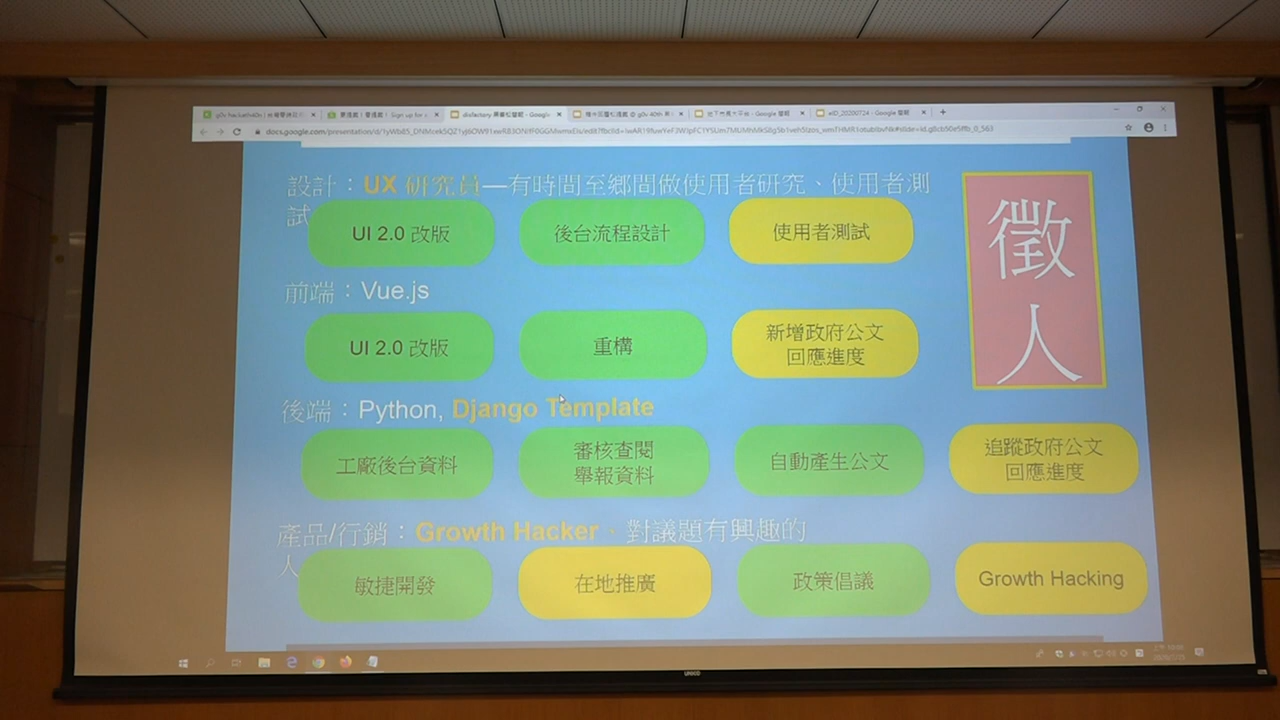 docs.google.com/presentation/d/
設計：UX 研究員—有時間至鄉間做使用者研究、使用者測
試
UI 2.0 改版
後台流程設計
使用者測試
徵
人
前端：Vue.js
UI 2.0 改版
重構
新增政府公文
回應進度
後端：Python, Django Template
工廠後台資料
審核查閱
舉報資料
自動產生公文
追蹤政府公文
回應進度
產品/行銷：Growth Hacker、對議題有興趣的
人
敏捷開發
在地推廣
政策倡議
Growth Hacking